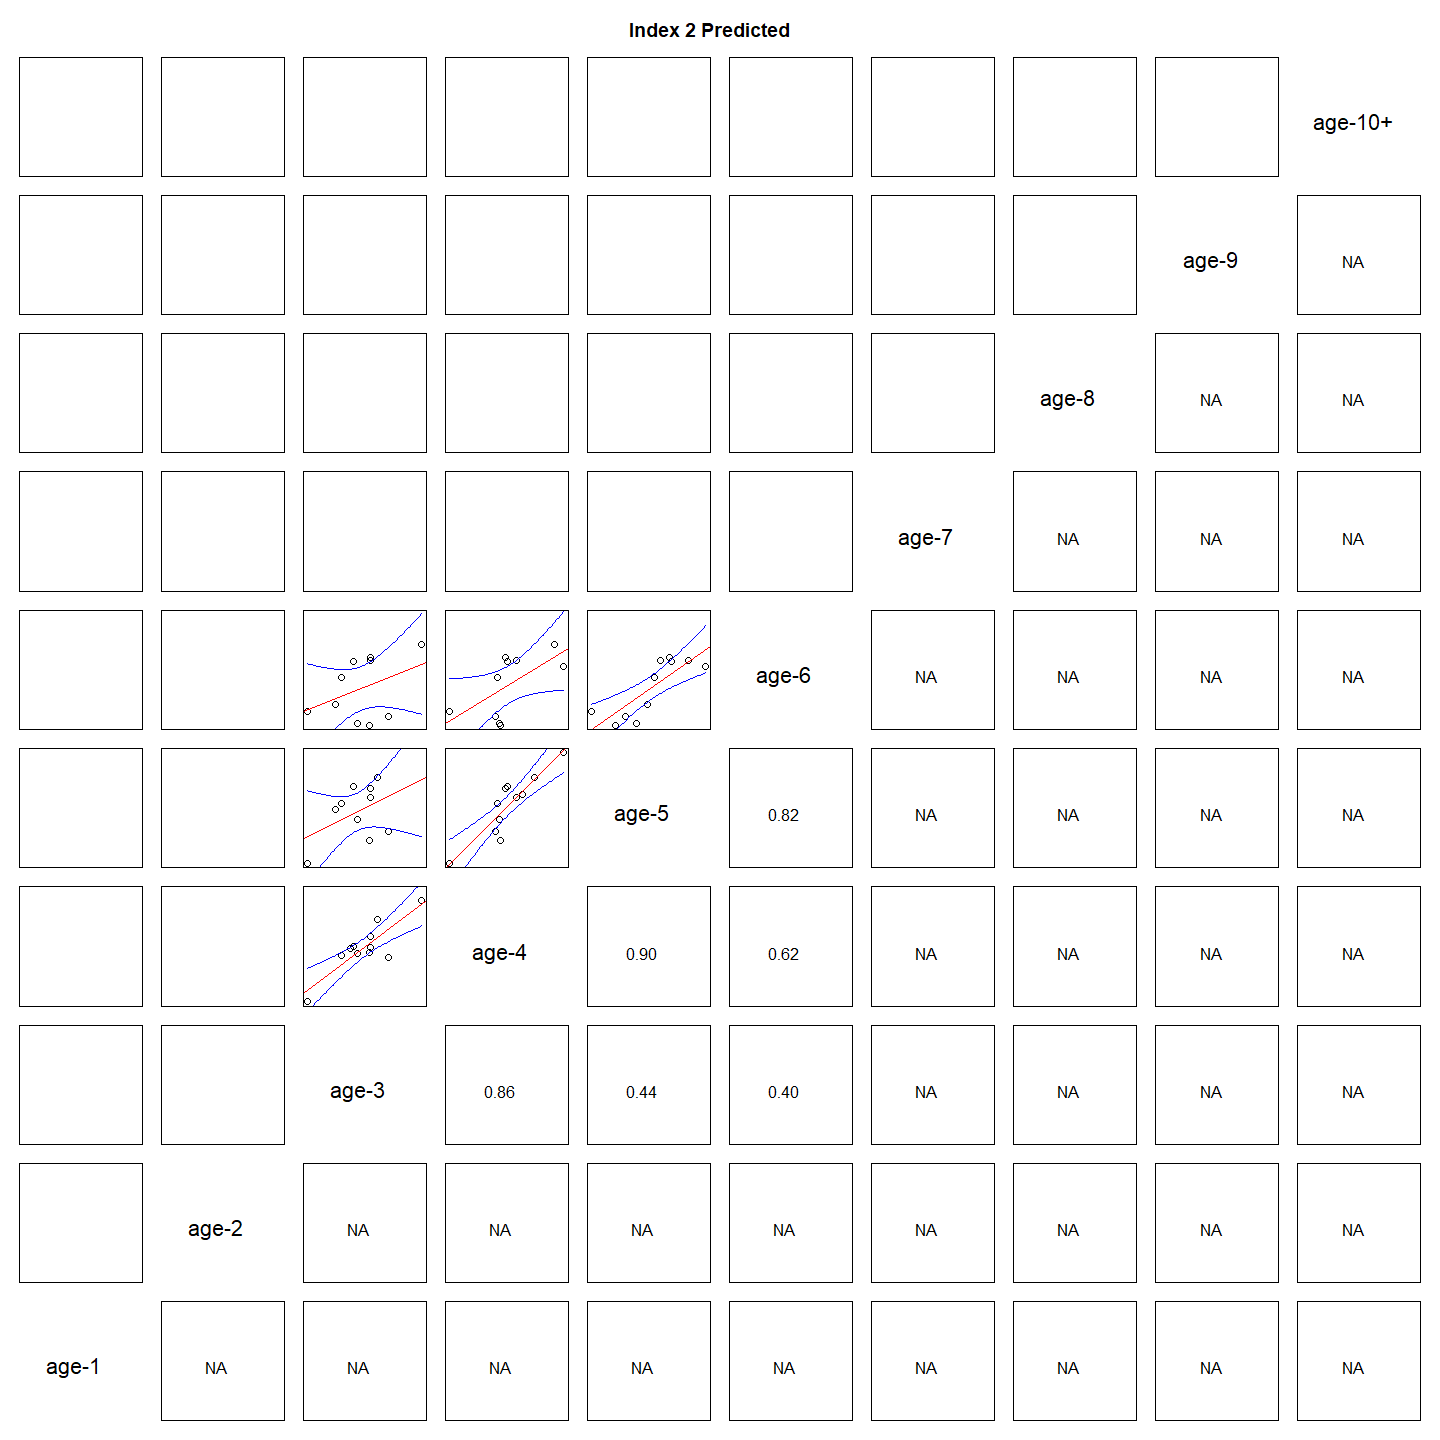 Index 2 Predicted
age-10+
age-9 NA
age-8 NA NA
age-7 NA NA NA
age-6 NA NA NA NA
age-5 0.82 NA NA NA NA
age-4 0.90 0.62 NA NA NA NA
age-3 0.86 0.44 0.40 NA NA NA NA
age-2 NA NA NA NA NA NA NA NA
age-1 NA NA NA NA NA NA NA NA NA